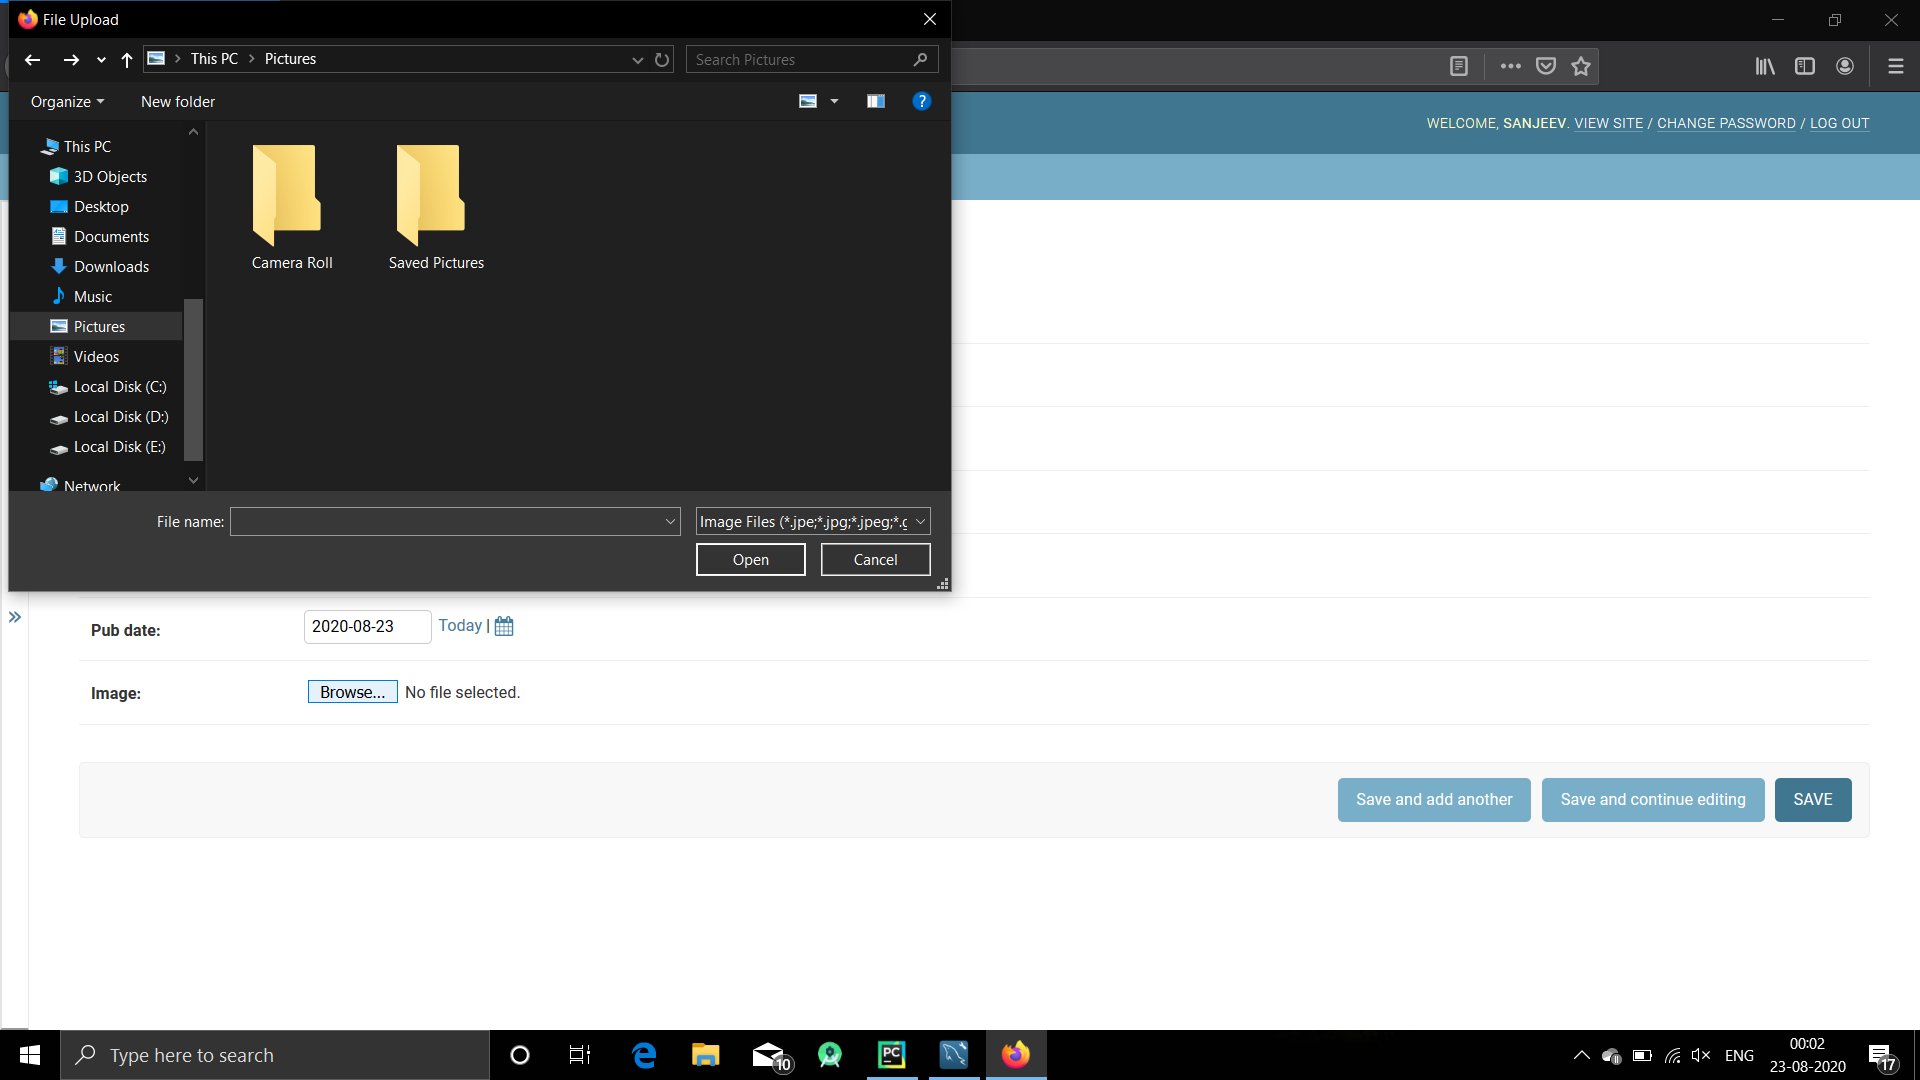 File Upload
This PC
Pictures
Search Pictures
Organize
New folder
?
This PC
3D Objects
Desktop
Documents
Downloads
Music
Pictures
Videos
Local Disk (C:)
Local Disk (D:)
Local Disk (E:)
Network
Camera Roll
Saved Pictures
File name:
Image Files (*.jpe;*.jpg;*.jpeg;*.g
Open
Cancel
WELCOME, SANJEEV. VIEW SITE / CHANGE PASSWORD / LOG OUT
»
Pub date:
2020-08-23
Today |
Image:
Browse...
No file selected.
Save and add another
Save and continue editing
SAVE
Type here to search
10
PC
ENG
00:02
23-08-2020
17